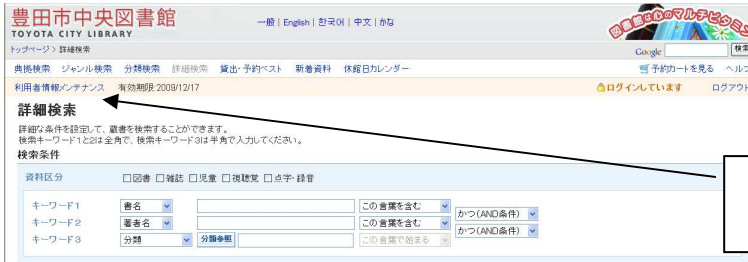 豊田市中央図書館
TOYOTA CITY LIBRARY
一般 | English | 한국어 | 中文 | かな
図書館はひのマルチビタミン
トップページ > 詳細検索
Google 検索
典拠検索 ジャンル検索 分類検索 詳細検索 貸出・予約ベスト 新着資料 休館日カレンダー
予約カートを見る ヘルプ
利用者情報メンテナンス 有効期限:2009/12/17
ログインしています ログアウト
詳細検索
詳細な条件を設定して、蔵書を検索することができます。
検索キーワード1と2は全角で、検索キーワード3は半角で入力してください。
検索条件
資料区分 図書 雑誌 児童 視聴覚 点字・録音
キーワード1 書名 この言葉を含む かつ(AND条件)
キーワード2 著者名 この言葉を含む かつ(AND条件)
キーワード3 分類 分類参照 この言葉で始まる